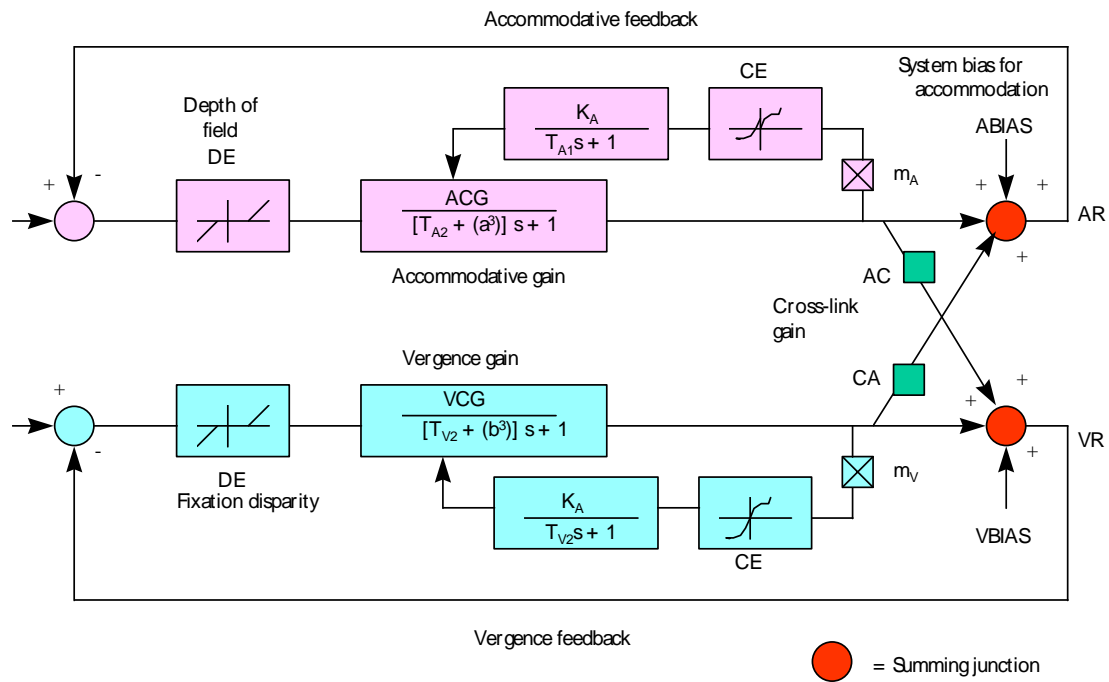 Accommodative feedback
CE
System bias for
accommodation
ABIAS
Depth of
field
DE
K_A
T_A1 s + 1
m_A
+
-
ACG
[T_A2 + (a³)] s + 1
Accommodative gain
+
+
+
AR
AC
Cross-link
gain
CA
Vergence gain
+
-
VCG
[T_V2 + (b³)] s + 1
DE
Fixation disparity
K_A
T_V2 s + 1
CE
m_V
+
+
+
VR
VBIAS
Vergence feedback
= Summing junction